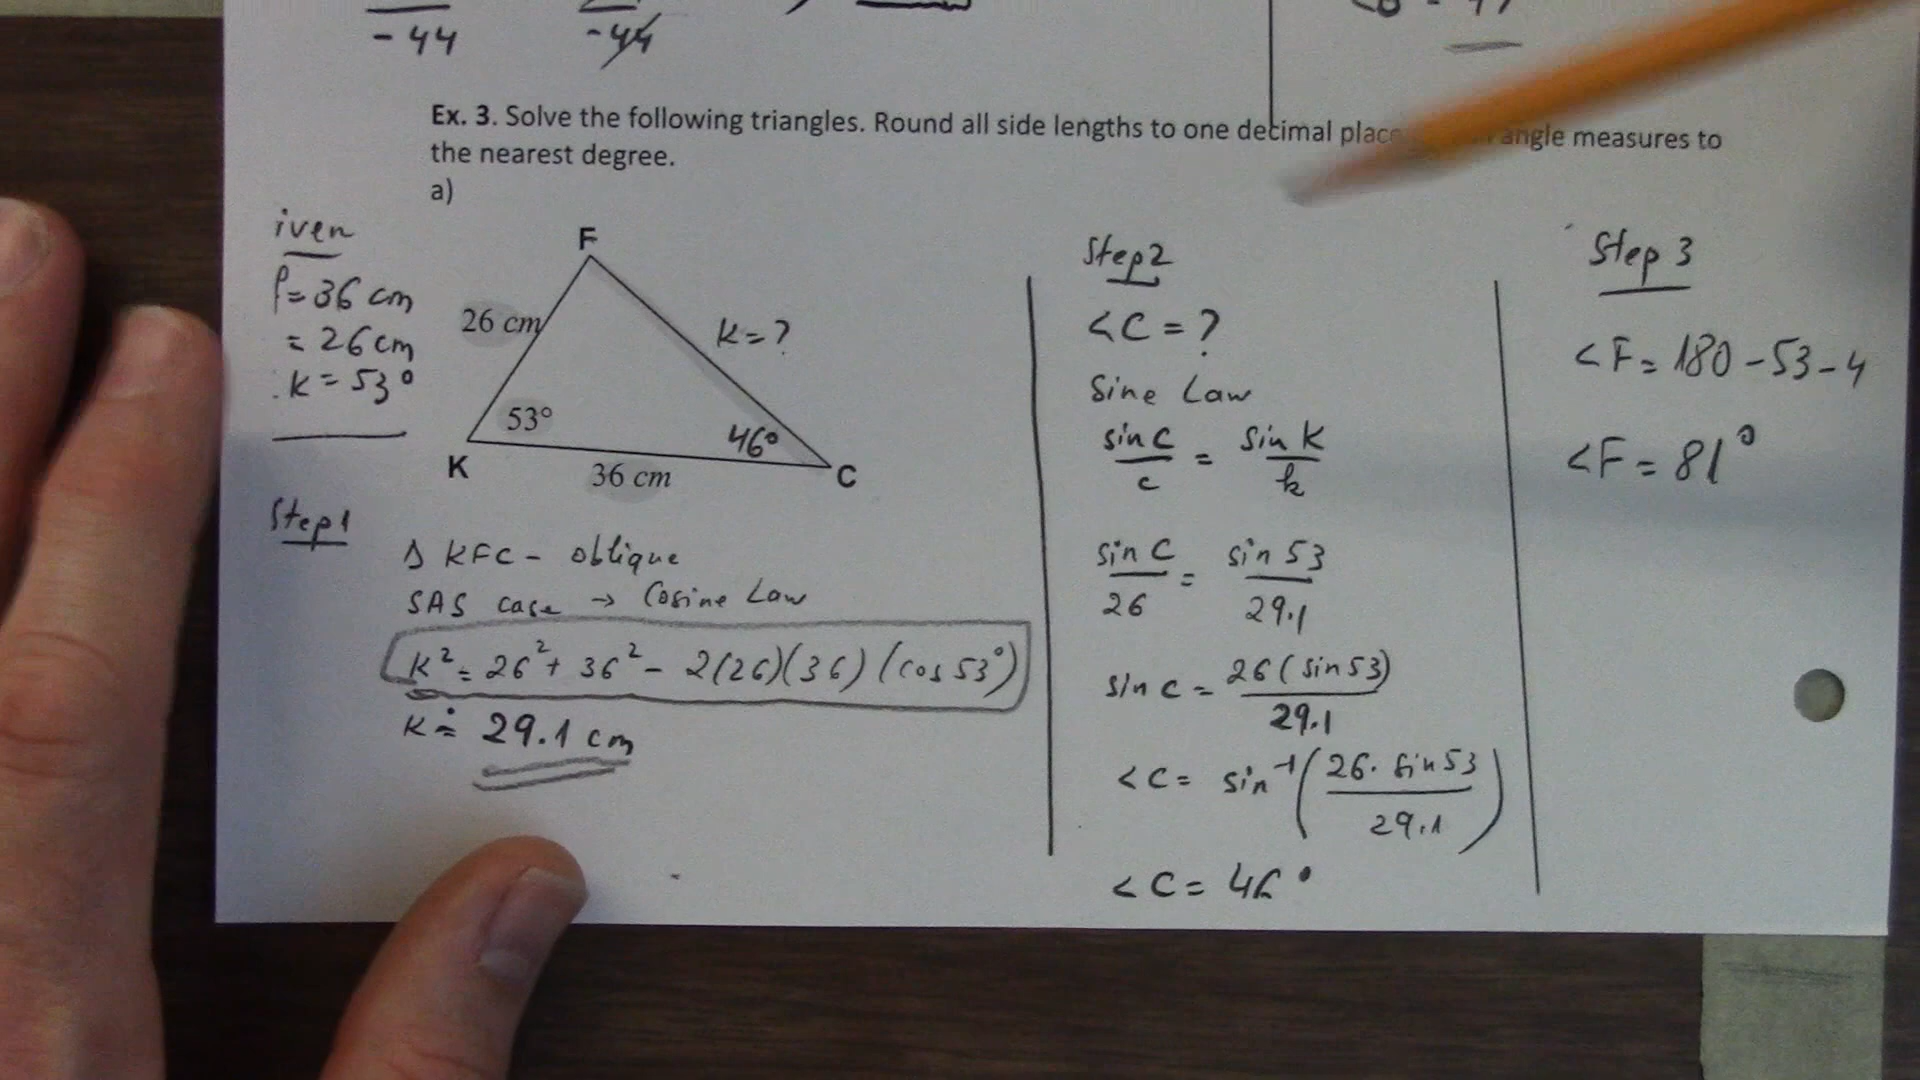 -44
-44
Ex. 3. Solve the following triangles. Round all side lengths to one decimal place angle measures to
the nearest degree.
a)
iven
f=36 cm
= 26 cm
K = 53°
F
26 cm
k=?
53°
46°
K
36 cm
C
Step1
Δ KFC - oblique
SAS case → Cosine Law
k² = 26² + 36² - 2(26)(36)(cos 53°)
k ≐ 29.1 cm
Step2
<C = ?
Sine Law
sin C / c = sin K / k
sin C / 26 = sin 53 / 29.1
sin C = 26(sin 53) / 29.1
<C = sin⁻¹(26. sin 53 / 29.1)
<C = 46°
Step 3
<F = 180 - 53 - 4
<F = 81°